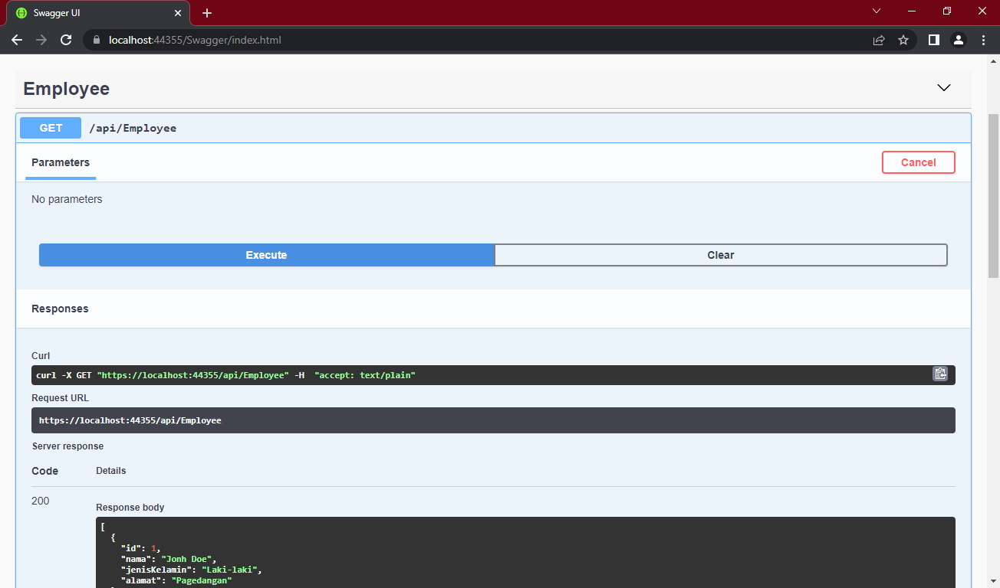 Swagger UI
localhost:44355/Swagger/index.html
Employee
GET /api/Employee
Parameters Cancel
No parameters
Execute Clear
Responses
Curl
curl -X GET "https://localhost:44355/api/Employee" -H  "accept: text/plain"
Request URL
https://localhost:44355/api/Employee
Server response
Code Details
200
Response body
[
  {
    "id": 1,
    "nama": "Jonh Doe",
    "jenisKelamin": "Laki-laki",
    "alamat": "Pagedangan"